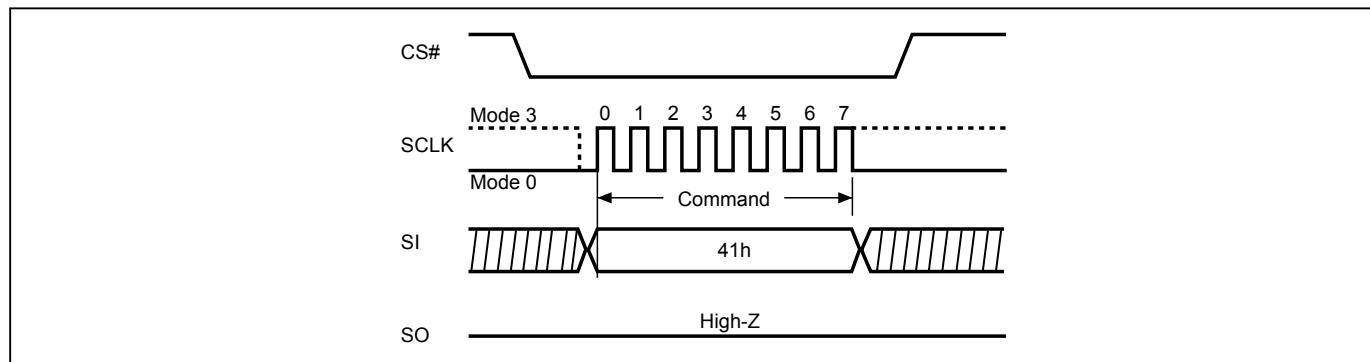 CS#
Mode 3
0 1 2 3 4 5 6 7
SCLK
Mode 0
Command
SI
41h
High-Z
SO